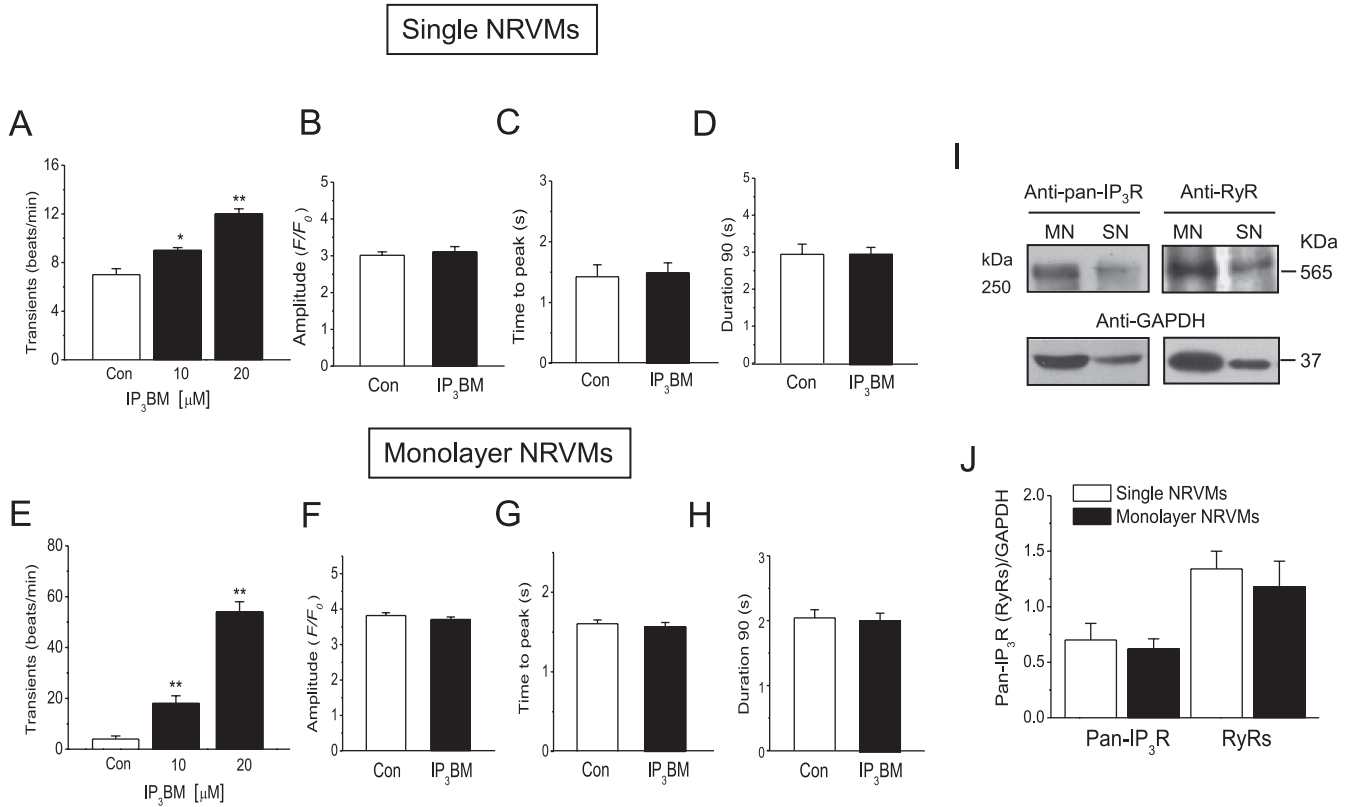 Single NRVMs
A
Transients (beats/min)
16
12
8
4
0
*
**
Con
10
20
IP3BM [μM]
B
Amplitude (F/F0)
5
4
3
2
1
0
Con
IP3BM
C
Time to peak (s)
3
2
1
0
Con
IP3BM
D
Duration 90 (s)
5
4
3
2
1
0
Con
IP3BM
I
Anti-pan-IP3R
Anti-RyR
MN
SN
MN
SN
kDa
250
KDa
565
Anti-GAPDH
37
Monolayer NRVMs
E
Transients (beats/min)
80
60
40
20
0
**
**
Con
10
20
IP3BM [μM]
F
Amplitude (F/F0)
5
4
3
2
1
0
Con
IP3BM
G
Time to peak (s)
2
1
0
Con
IP3BM
H
Duration 90 (s)
3
2
1
0
Con
IP3BM
J
Pan-IP3R (RyRs)/GAPDH
2.0
1.5
1.0
0.5
0.0
Single NRVMs
Monolayer NRVMs
Pan-IP3R
RyRs